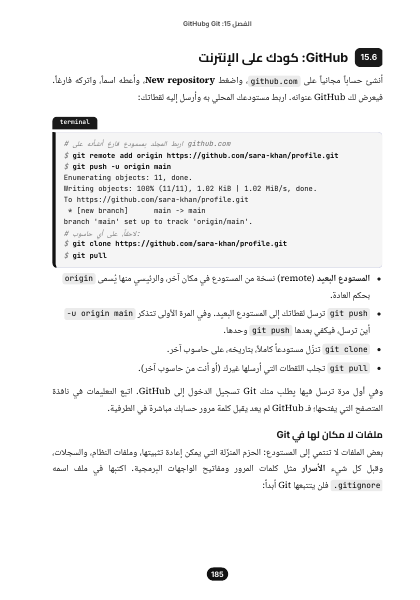 الفصل 15: Git وGitHub
15.6 GitHub: كودك على الإنترنت
أنشئ حساباً مجانياً على github.com، واضغط New repository، وأعطه اسماً، واتركه فارغاً.
فيعرض لك GitHub عنوانه. اربط مستودعك المحلي به وأرسل إليه لقطاتك:
terminal
# اربط المجلد بمستودع فارغ أنشأته على github.com
$ git remote add origin https://github.com/sara-khan/profile.git
$ git push -u origin main
Enumerating objects: 11, done.
Writing objects: 100% (11/11), 1.02 KiB | 1.02 MiB/s, done.
To https://github.com/sara-khan/profile.git
* [new branch] main -> main
branch 'main' set up to track 'origin/main'.
# لاحقاً، على أي حاسوب:
$ git clone https://github.com/sara-khan/profile.git
$ git pull
• المستودع البعيد (remote) نسخة من المستودع في مكان آخر، والرئيسي منها يُسمى origin
بحكم العادة.
• git push ترسل لقطاتك إلى المستودع البعيد. وفي المرة الأولى تتذكر -u origin main
أين ترسل، فيكفي بعدها git push وحدها.
• git clone تنزّل مستودعاً كاملاً، بتاريخه، على حاسوب آخر.
• git pull تجلب اللقطات التي أرسلها غيرك (أو أنت من حاسوب آخر).
وفي أول مرة ترسل فيها يطلب منك Git تسجيل الدخول إلى GitHub. اتبع التعليمات في نافذة
المتصفح التي يفتحها؛ فـ GitHub لم يعد يقبل كلمة مرور حسابك مباشرة في الطرفية.
ملفات لا مكان لها في Git
بعض الملفات لا تنتمي إلى المستودع: الحزم المنزّلة التي يمكن إعادة تثبيتها، وملفات النظام، والسجلات،
وقبل كل شيء الأسرار مثل كلمات المرور ومفاتيح الواجهات البرمجية. اكتبها في ملف اسمه
.gitignore فلن يتتبعها Git أبداً:
185